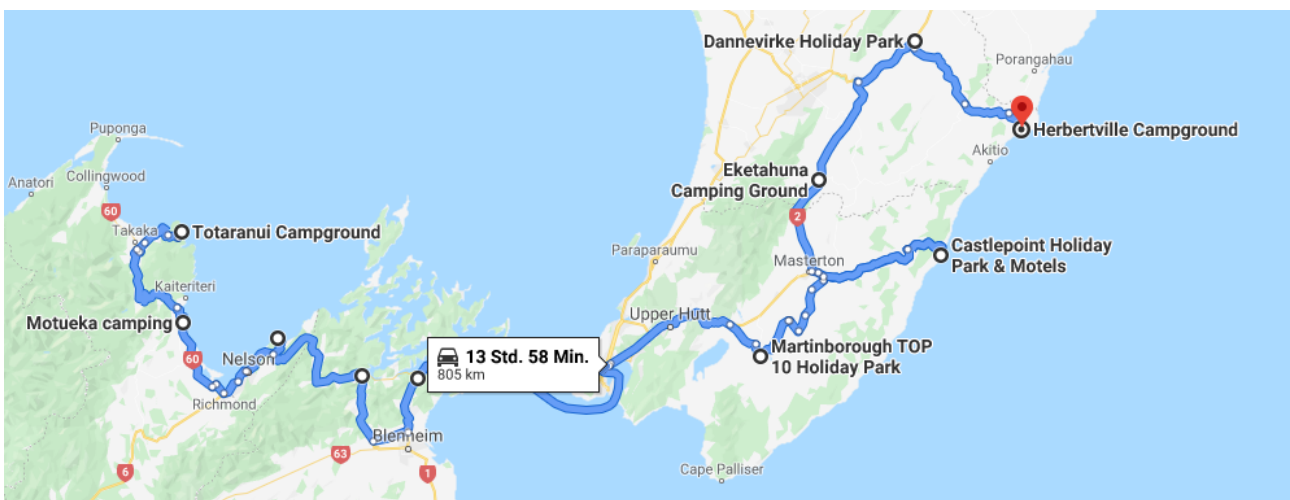 Dannevirke Holiday Park
Porangahau
Herbertville Campground
Akitio
Puponga
Collingwood
Anatori
60
Takaka
Totaranui Campground
Eketahuna
Camping Ground
2
Paraparaumu
Masterton
Castlepoint Holiday
Park & Motels
Kaiteriteri
Motueka camping
Upper Hutt
Martinborough TOP
10 Holiday Park
13 Std. 58 Min.
805 km
60
Nelson
Richmond
Blenheim
63
6
1
Cape Palliser